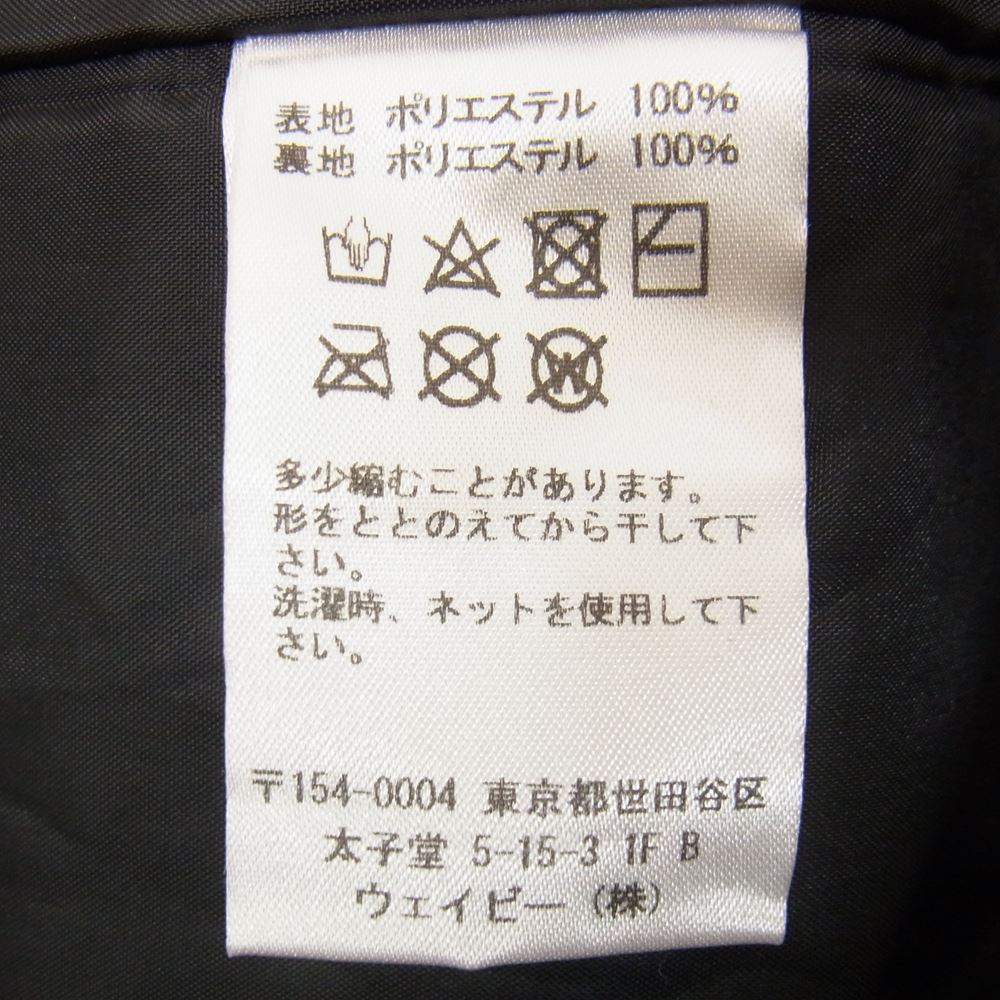 表地 ポリエステル 100%
裏地 ポリエステル 100%
W
多少縮むことがあります。
形をととのえてから干して下
さい。
洗濯時、ネットを使用して下
さい。
〒154-0004 東京都世田谷区
太子堂 5-15-3 1F B
ウェイビー（株）